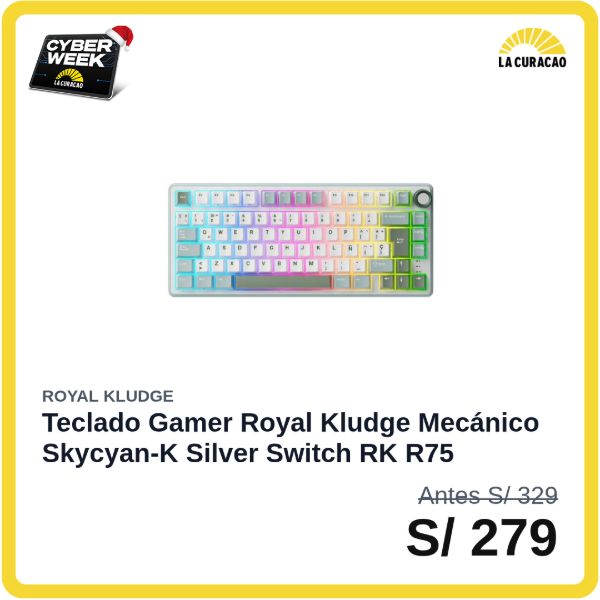 CYBER
WEEK
LA CURACAO
LA CURACAO
Q W E R T Y U I O P
A S D F G H J K L Ñ
Z X C V B N M
ROYAL KLUDGE
Teclado Gamer Royal Kludge Mecánico
Skycyan-K Silver Switch RK R75
Antes S/ 329
S/ 279